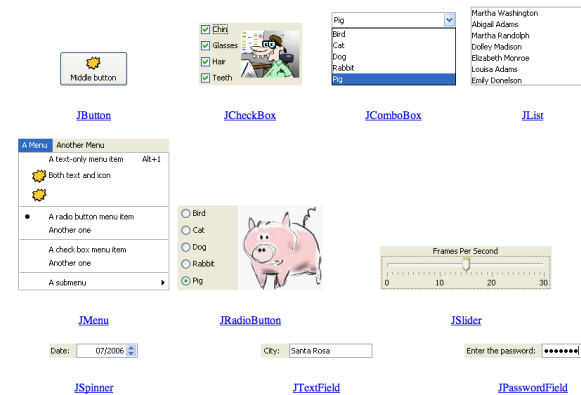 Middle button
JButton
Chin
Glasses
Hair
Teeth
JCheckBox
Pig
Bird
Cat
Dog
Rabbit
Pig
JComboBox
Martha Washington
Abigail Adams
Martha Randolph
Dolley Madison
Elizabeth Monroe
Louisa Adams
Emily Donelson
JList
A Menu Another Menu
A text-only menu item Alt+1
Both text and icon
A radio button menu item
Another one
A check box menu item
Another one
A submenu
JMenu
Bird
Cat
Dog
Rabbit
Pig
JRadioButton
Frames Per Second
0 10 20 30
JSlider
Date: 07/2006
JSpinner
City: Santa Rosa
JTextField
Enter the password: •••••••
JPasswordField